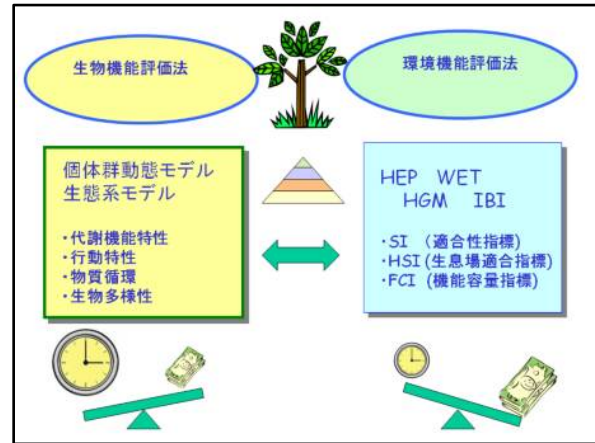 生物機能評価法
環境機能評価法
個体群動態モデル
生態系モデル
・代謝機能特性
・行動特性
・物質循環
・生物多様性
HEP WET
HGM IBI
・SI (適合性指標)
・HSI (生息場適合指標)
・FCI (機能容量指標)